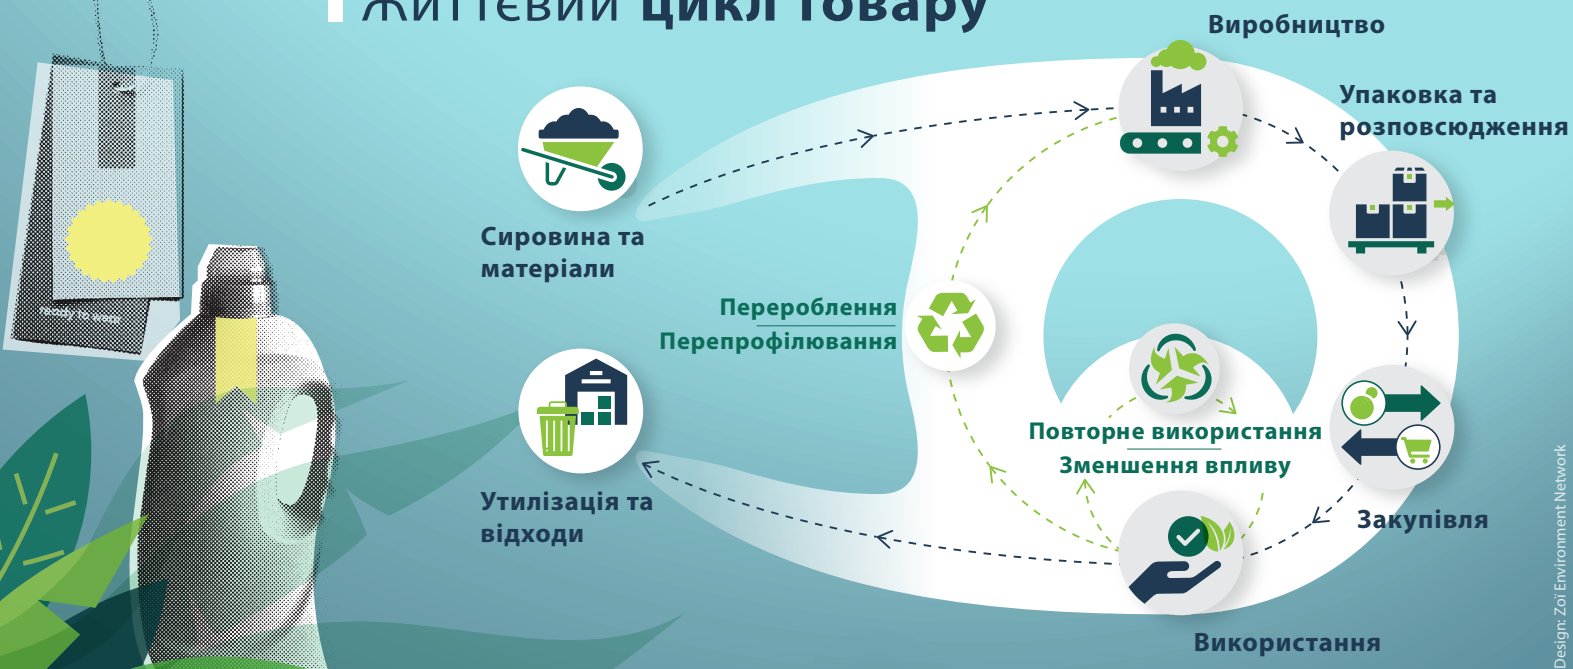 Життєвий цикл товару
Виробництво
Упаковка та
розповсюдження
Сировина та
матеріали
Перероблення
Перепрофілювання
Повторне використання
Зменшення впливу
Утилізація та
відходи
Закупівля
Використання
ready to wear
Design: Zoï Environment Network